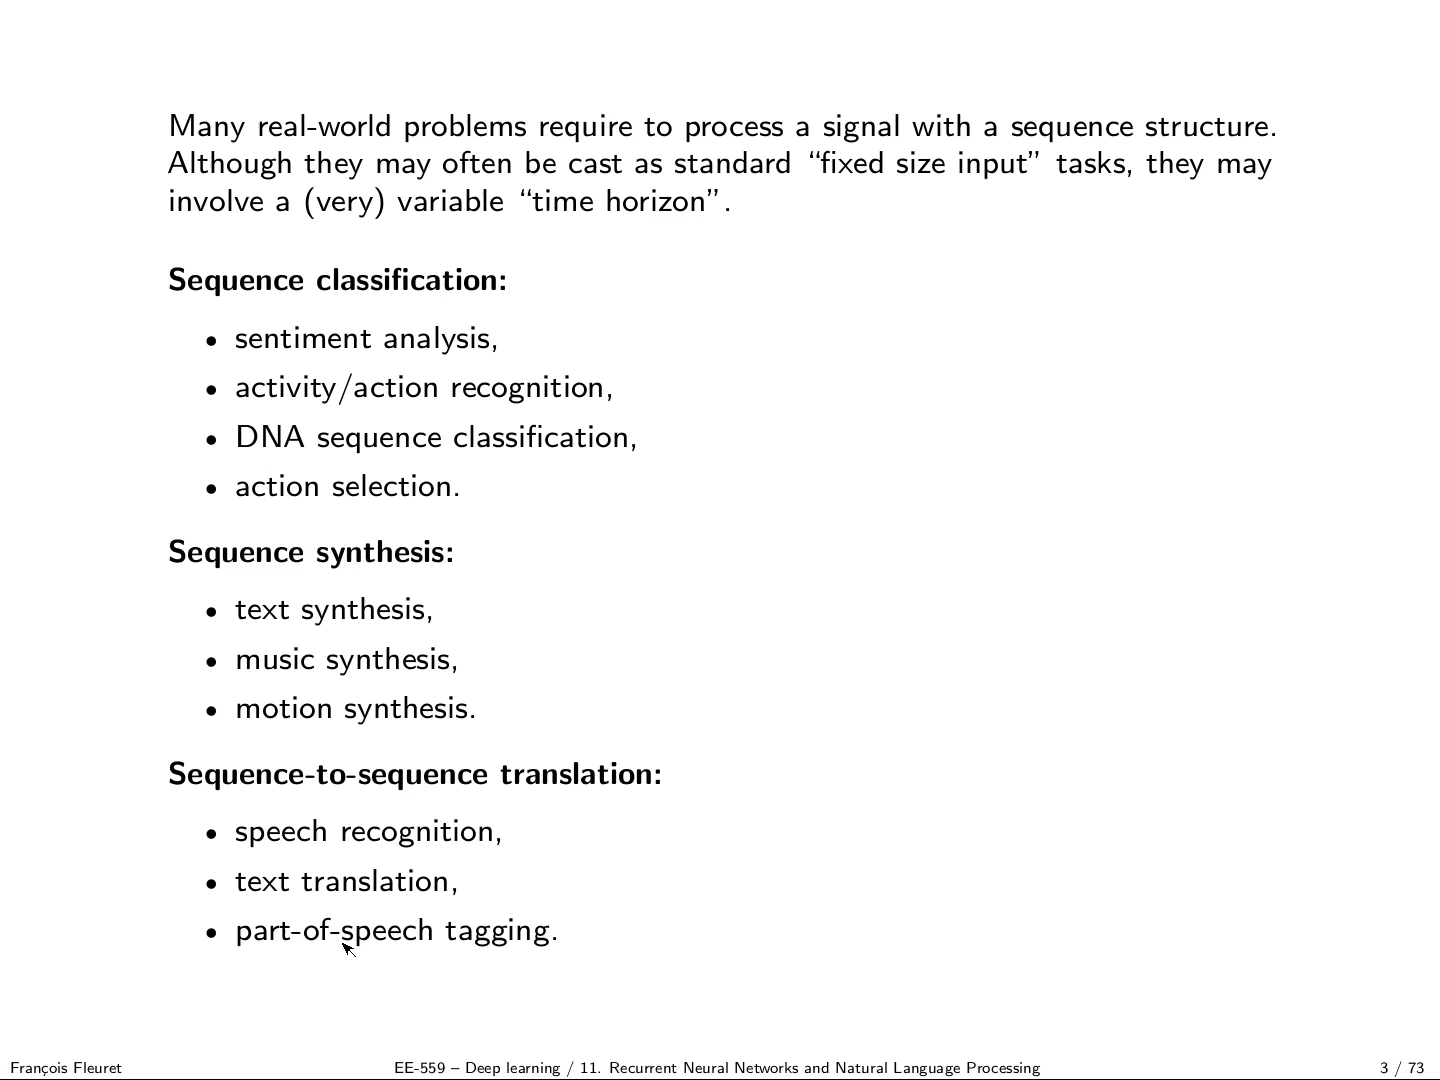 Many real-world problems require to process a signal with a sequence structure.
Although they may often be cast as standard “fixed size input” tasks, they may
involve a (very) variable “time horizon”.
Sequence classification:
• sentiment analysis,
• activity/action recognition,
• DNA sequence classification,
• action selection.
Sequence synthesis:
• text synthesis,
• music synthesis,
• motion synthesis.
Sequence-to-sequence translation:
• speech recognition,
• text translation,
• part-of-speech tagging.
François Fleuret EE-559 – Deep learning / 11. Recurrent Neural Networks and Natural Language Processing 3 / 73